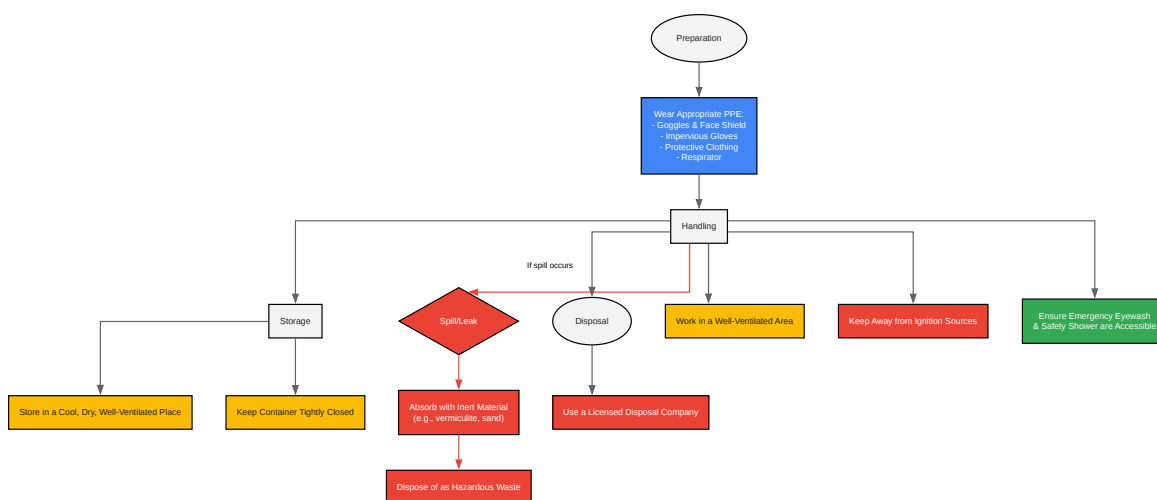 Preparation
Wear Appropriate PPE:
- Goggles & Face Shield
- Impervious Gloves
- Protective Clothing
- Respirator
Handling
If spill occurs
Storage
Spill/Leak
Disposal
Work in a Well-Ventilated Area
Keep Away from Ignition Sources
Ensure Emergency Eyewash
& Safety Shower are Accessible
Store in a Cool, Dry, Well-Ventilated Place
Keep Container Tightly Closed
Absorb with Inert Material
(e.g., vermiculite, sand)
Use a Licensed Disposal Company
Dispose of as Hazardous Waste